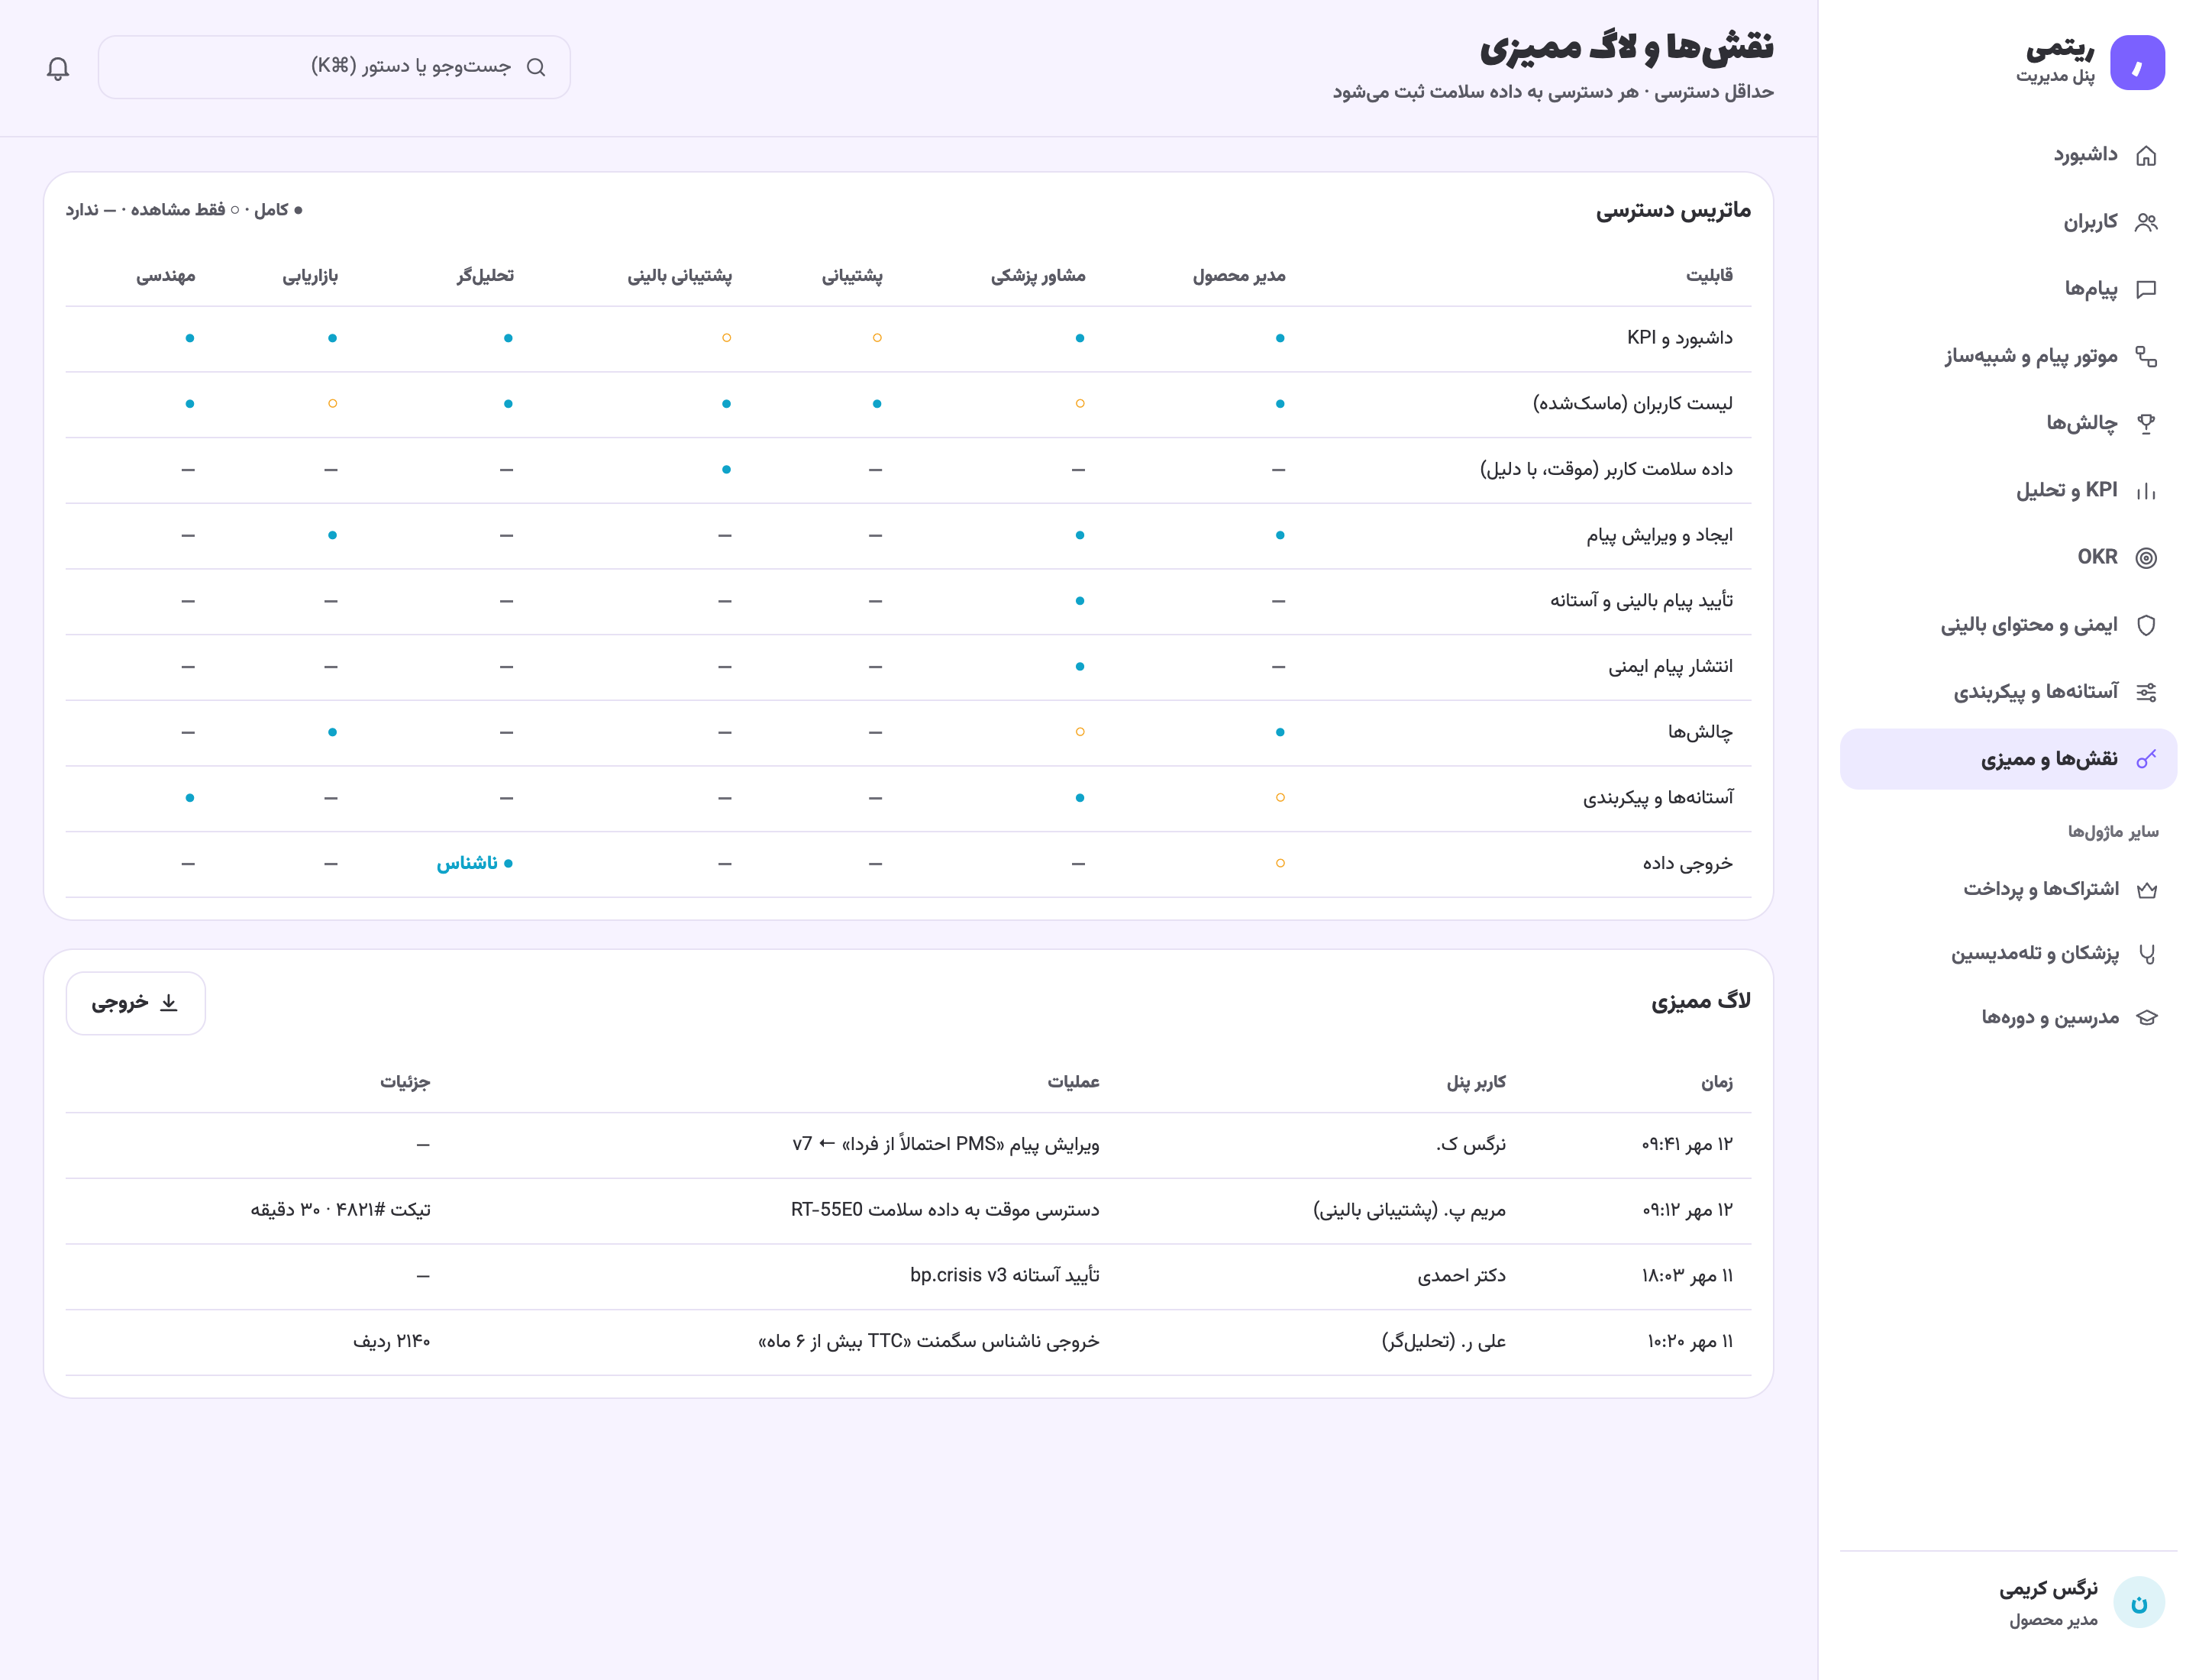 ریتمی
پنل مدیریت
داشبورد
کاربران
پیام‌ها
موتور پیام و شبیه‌ساز
چالش‌ها
KPI و تحلیل
OKR
ایمنی و محتوای بالینی
آستانه‌ها و پیکربندی
نقش‌ها و ممیزی
سایر ماژول‌ها
اشتراک‌ها و پرداخت
پزشکان و تله‌مدیسین
مدرسین و دوره‌ها
ن
نرگس کریمی
مدیر محصول
نقش‌ها و لاگ ممیزی
حداقل دسترسی · هر دسترسی به داده سلامت ثبت می‌شود
جست‌وجو یا دستور (⌘K)
ماتریس دسترسی
● کامل · ○ فقط مشاهده · — ندارد
قابلیت مدیر محصول مشاور پزشکی پشتیبانی پشتیبانی بالینی تحلیل‌گر بازاریابی مهندسی
داشبورد و KPI ● ● ○ ○ ● ● ●
لیست کاربران (ماسک‌شده) ● ○ ● ● ● ○ ●
داده سلامت کاربر (موقت، با دلیل) — — — ● — — —
ایجاد و ویرایش پیام ● ● — — — ● —
تأیید پیام بالینی و آستانه — ● — — — — —
انتشار پیام ایمنی — ● — — — — —
چالش‌ها ● ○ — — — ● —
آستانه‌ها و پیکربندی ○ ● — — — — ●
خروجی داده ○ — — — ● ناشناس — —
لاگ ممیزی
خروجی
زمان کاربر پنل عملیات جزئیات
۱۲ مهر ۰۹:۴۱ نرگس ک. ویرایش پیام «PMS احتمالاً از فردا» ← v7 —
۱۲ مهر ۰۹:۱۲ مریم پ. (پشتیبانی بالینی) دسترسی موقت به داده سلامت RT-55E0 تیکت #۴۸۲۱ · ۳۰ دقیقه
۱۱ مهر ۱۸:۰۳ دکتر احمدی تأیید آستانه bp.crisis v3 —
۱۱ مهر ۱۰:۲۰ علی ر. (تحلیل‌گر) خروجی ناشناس سگمنت «TTC بیش از ۶ ماه» ۲۱۴۰ ردیف